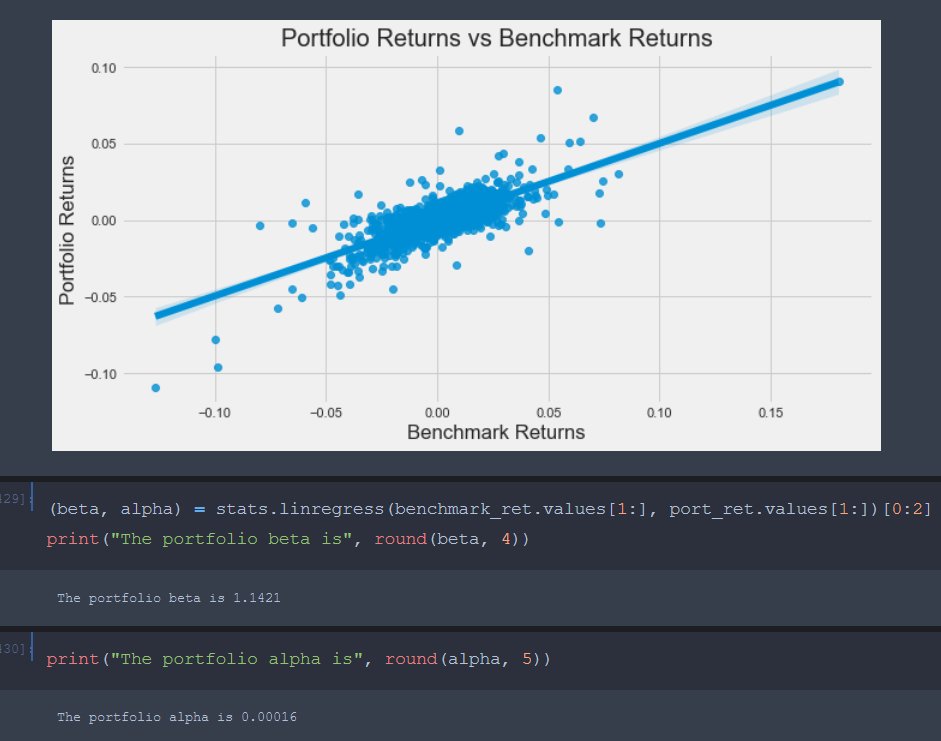 Portfolio Returns vs Benchmark Returns
0.10
0.05
0.00
−0.05
−0.10
Portfolio Returns
−0.10 −0.05 0.00 0.05 0.10 0.15
Benchmark Returns
29]:
(beta, alpha) = stats.linregress(benchmark_ret.values[1:], port_ret.values[1:])[0:2]
print("The portfolio beta is", round(beta, 4))
The portfolio beta is 1.1421
30]:
print("The portfolio alpha is", round(alpha, 5))
The portfolio alpha is 0.00016